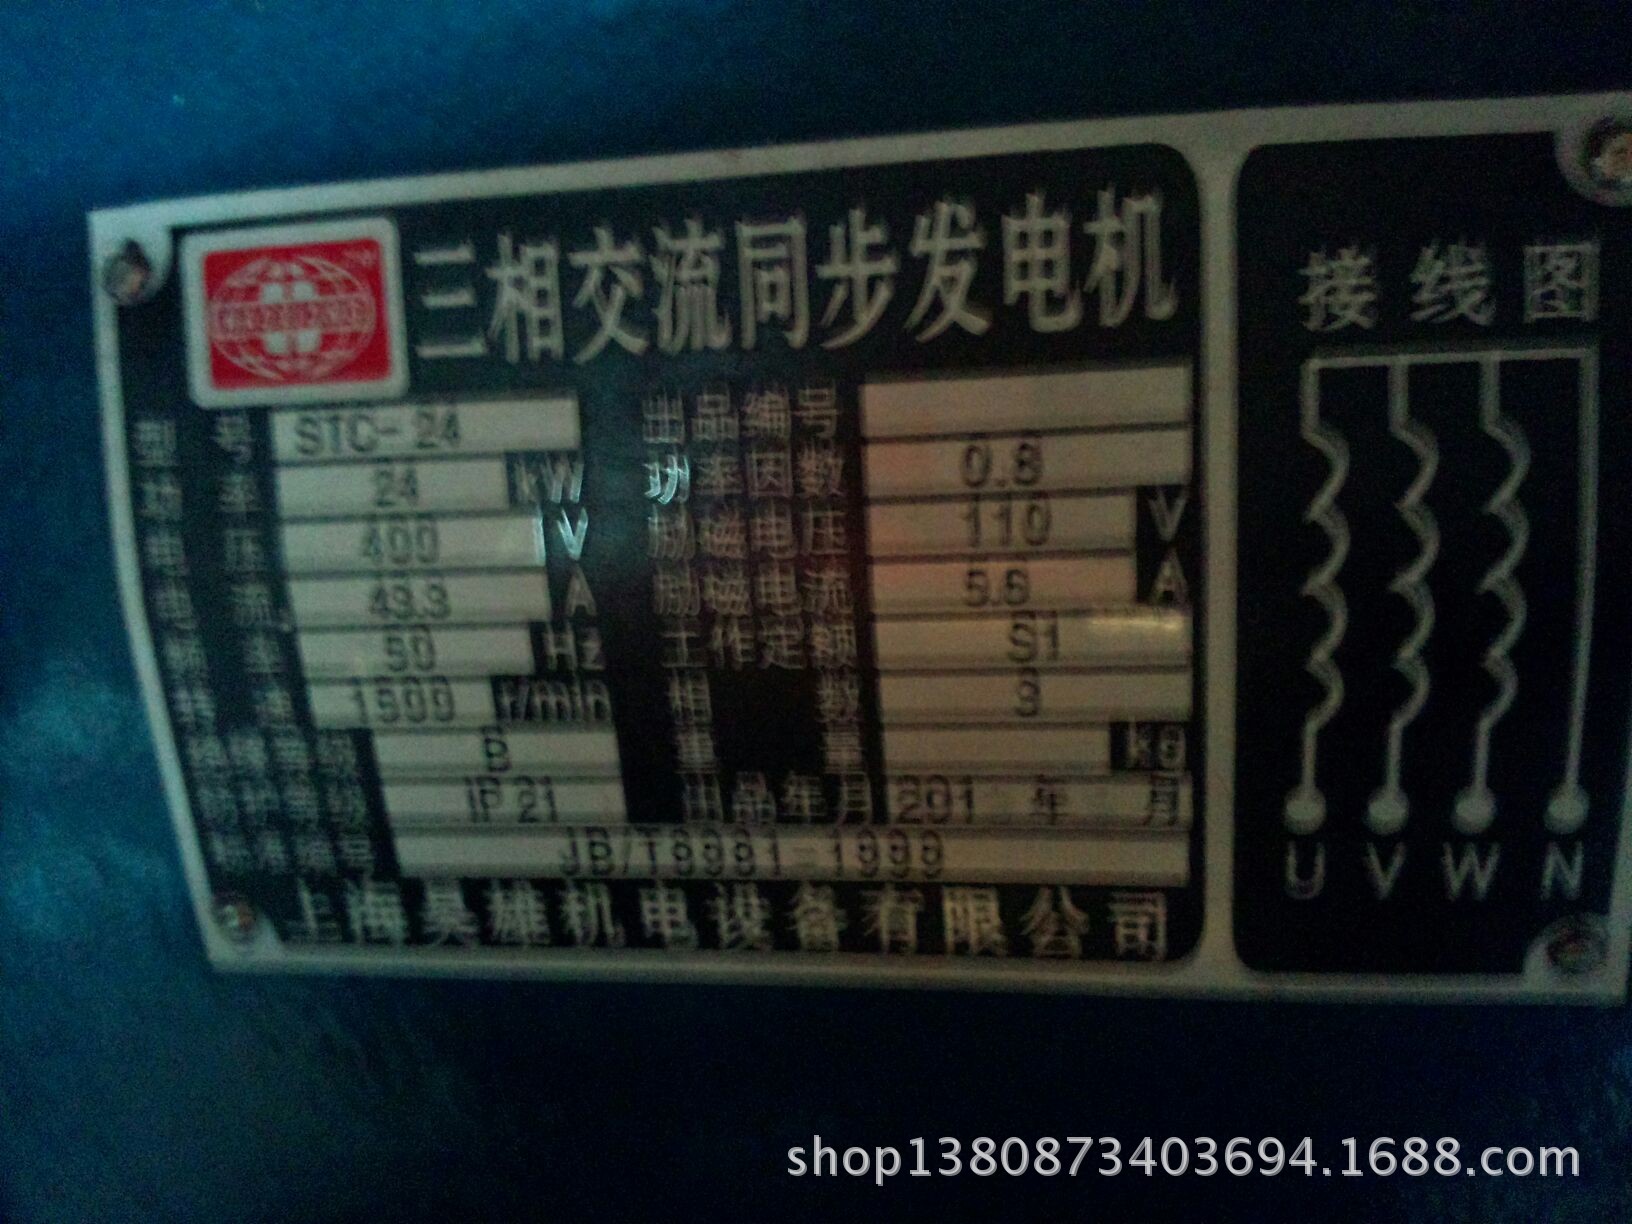 三相交流同步发电机
型号 STC-24 出品编号
功率 24 kW 功率因数 0.8
电压 400 V 励磁电压 110 V
电流 43.3 A 励磁电流 5.6 A
频率 50 Hz 工作定额 S1
转速 1500 r/min 相数 3
绝缘等级 B 重量 kg
防护等级 IP21 出品年月 201 年 月
标准编号 JB/T8981-1999
上海昊雄机电设备有限公司
接线图
U V W N
shop1380873403694.1688.com